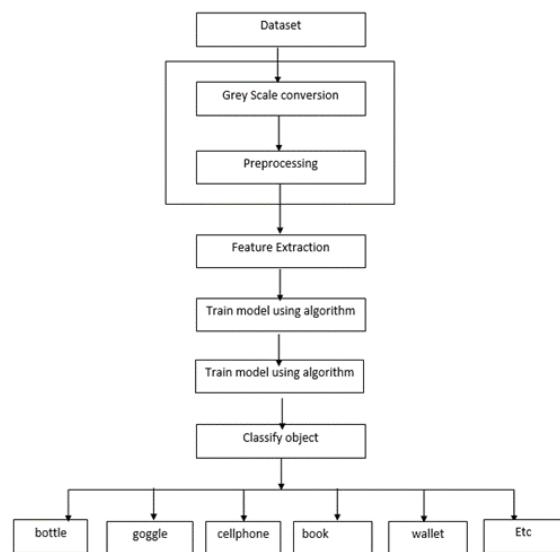 Dataset
Grey Scale conversion
Preprocessing
Feature Extraction
Train model using algorithm
Train model using algorithm
Classify object
bottle
goggle
cellphone
book
wallet
Etc